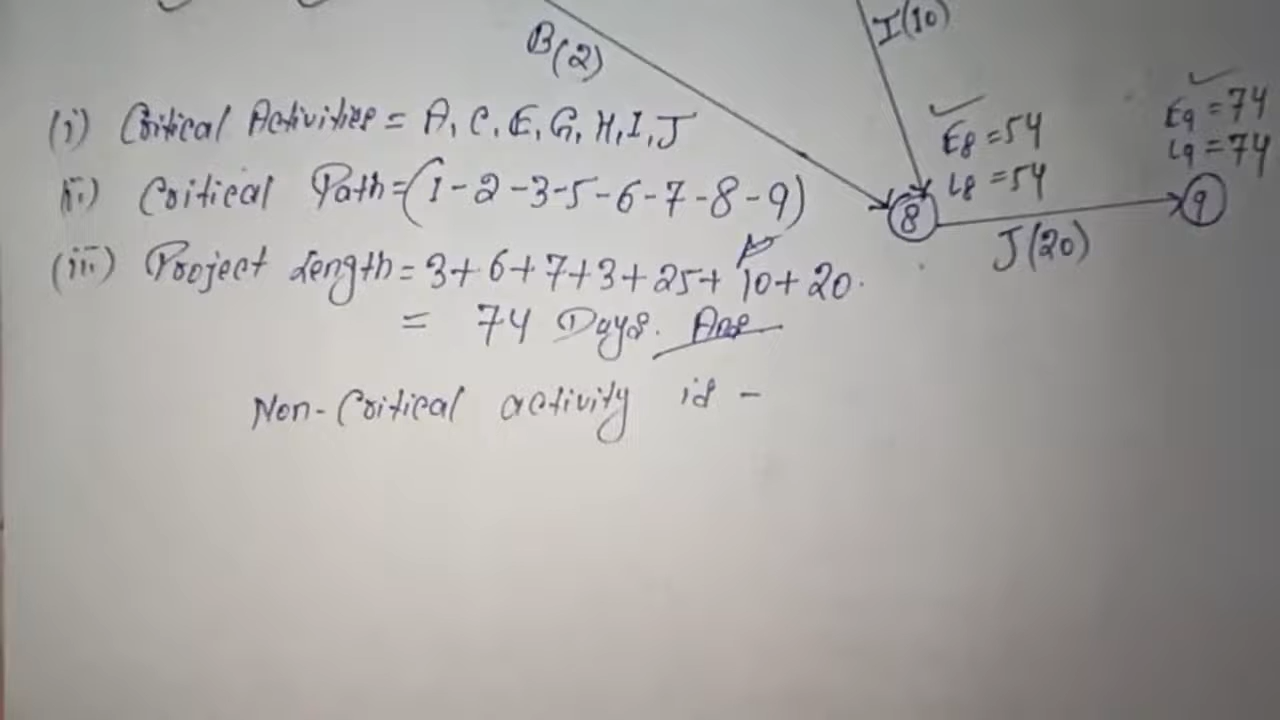 I(10)
B(2)
E9 = 74
L9 = 74
(i) Critical Activities = A, C, E, G, H, I, J
E8 = 54
L8 = 54
ii) Critical Path = (1-2-3-5-6-7-8-9)
8
9
J(20)
(iii) Project Length = 3+6+7+3+25+10+20.
= 74 Days. Ans
Non-Critical activity is -